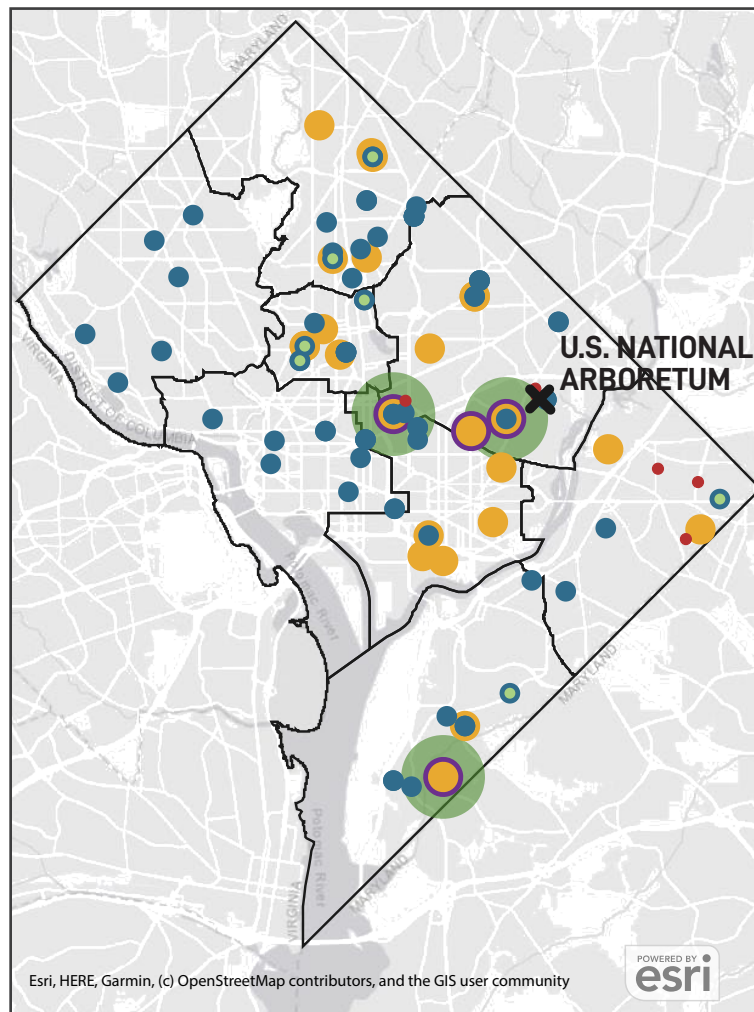 MARYLAND
VIRGINIA
DISTRICT OF COLUMBIA
U.S. NATIONAL
ARBORETUM
Potomac River
MARYLAND
Potomac River
MARYLAND
VIRGINIA
Esri, HERE, Garmin, (c) OpenStreetMap contributors, and the GIS user community
POWERED BY
esri